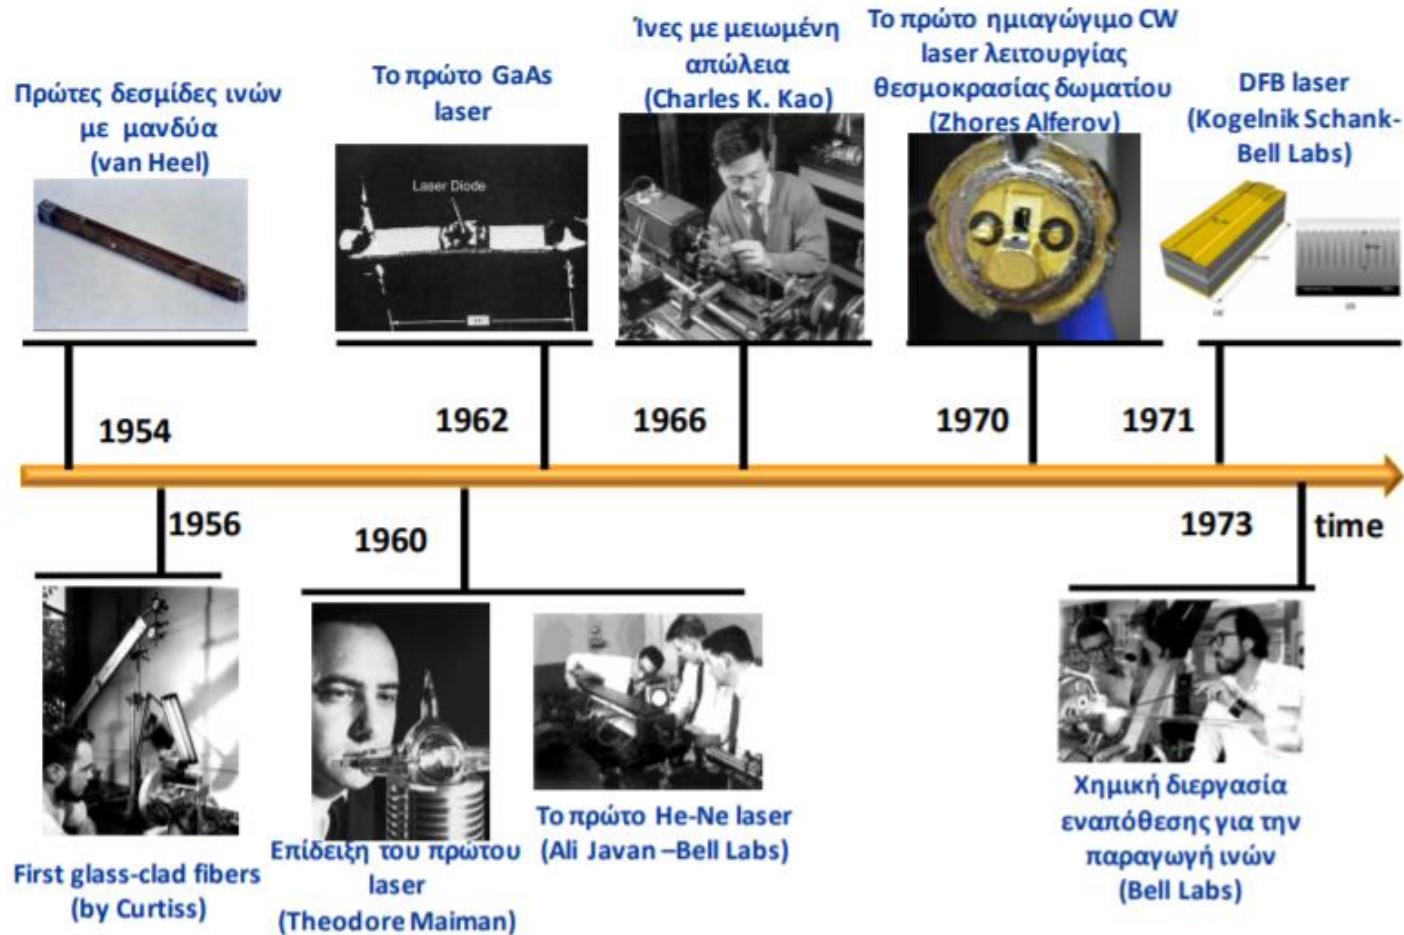 Πρώτες δεσμίδες ινών
με μανδύα
(van Heel)
Το πρώτο GaAs
laser
Laser Diode
Ίνες με μειωμένη
απώλεια
(Charles K. Kao)
Το πρώτο ημιαγώγιμο CW
laser λειτουργίας
θεσμοκρασίας δωματίου
(Zhores Alferov)
DFB laser
(Kogelnik Schank-
Bell Labs)
1954
1962
1966
1970
1971
1956
1960
1973
time
First glass-clad fibers
(by Curtiss)
Επίδειξη του πρώτου
laser
(Theodore Maiman)
Το πρώτο He-Ne laser
(Ali Javan –Bell Labs)
Χημική διεργασία
εναπόθεσης για την
παραγωγή ινών
(Bell Labs)